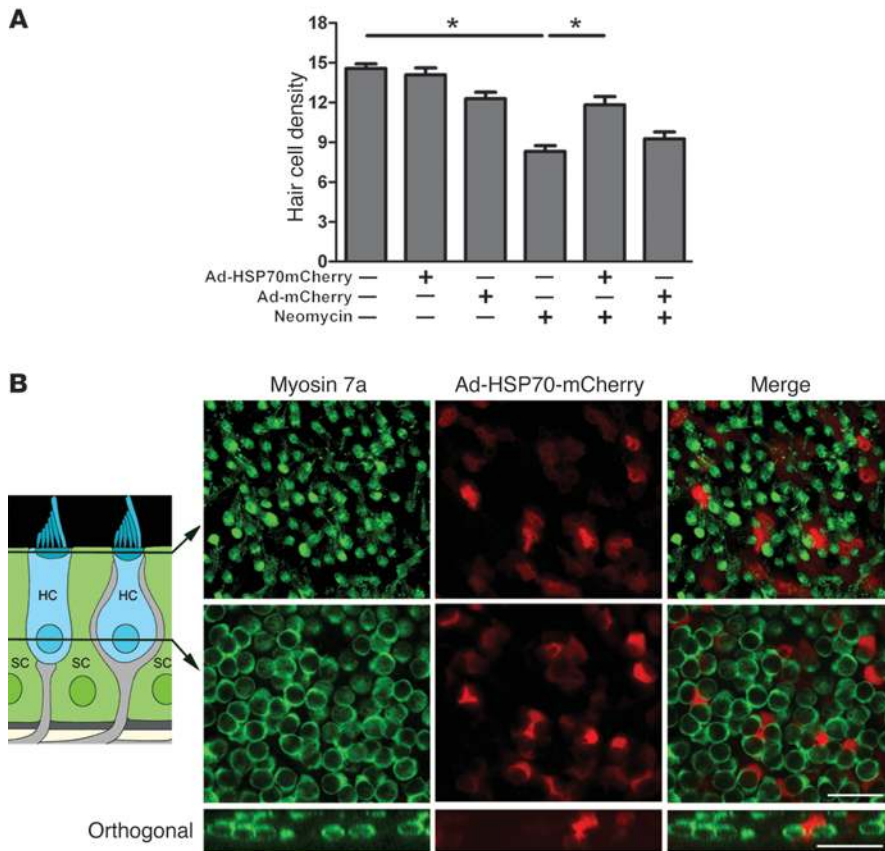 A
18
15
12
9
6
3
0
Hair cell density
* *
Ad-HSP70mCherry — + — — + —
Ad-mCherry — — + — — +
Neomycin — — — + + +
B
Myosin 7a Ad-HSP70-mCherry Merge
HC HC
SC SC SC
Orthogonal